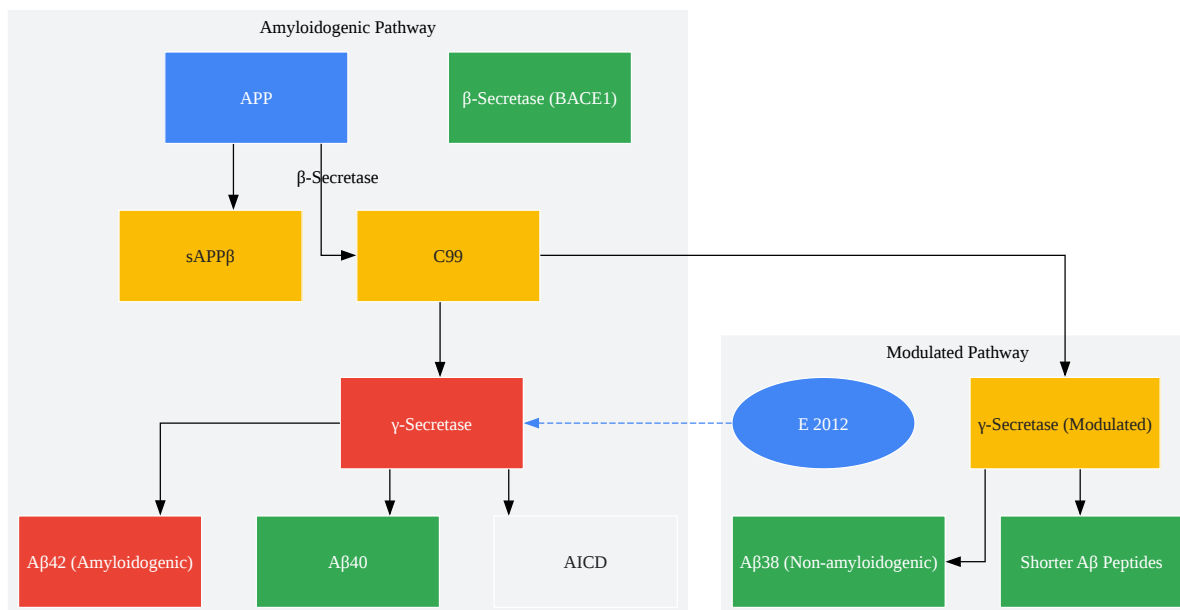 Amyloidogenic Pathway
APP
β-Secretase (BACE1)
β-Secretase
sAPPβ
C99
Modulated Pathway
γ-Secretase
E 2012
γ-Secretase (Modulated)
Aβ42 (Amyloidogenic)
Aβ40
AICD
Aβ38 (Non-amyloidogenic)
Shorter Aβ Peptides